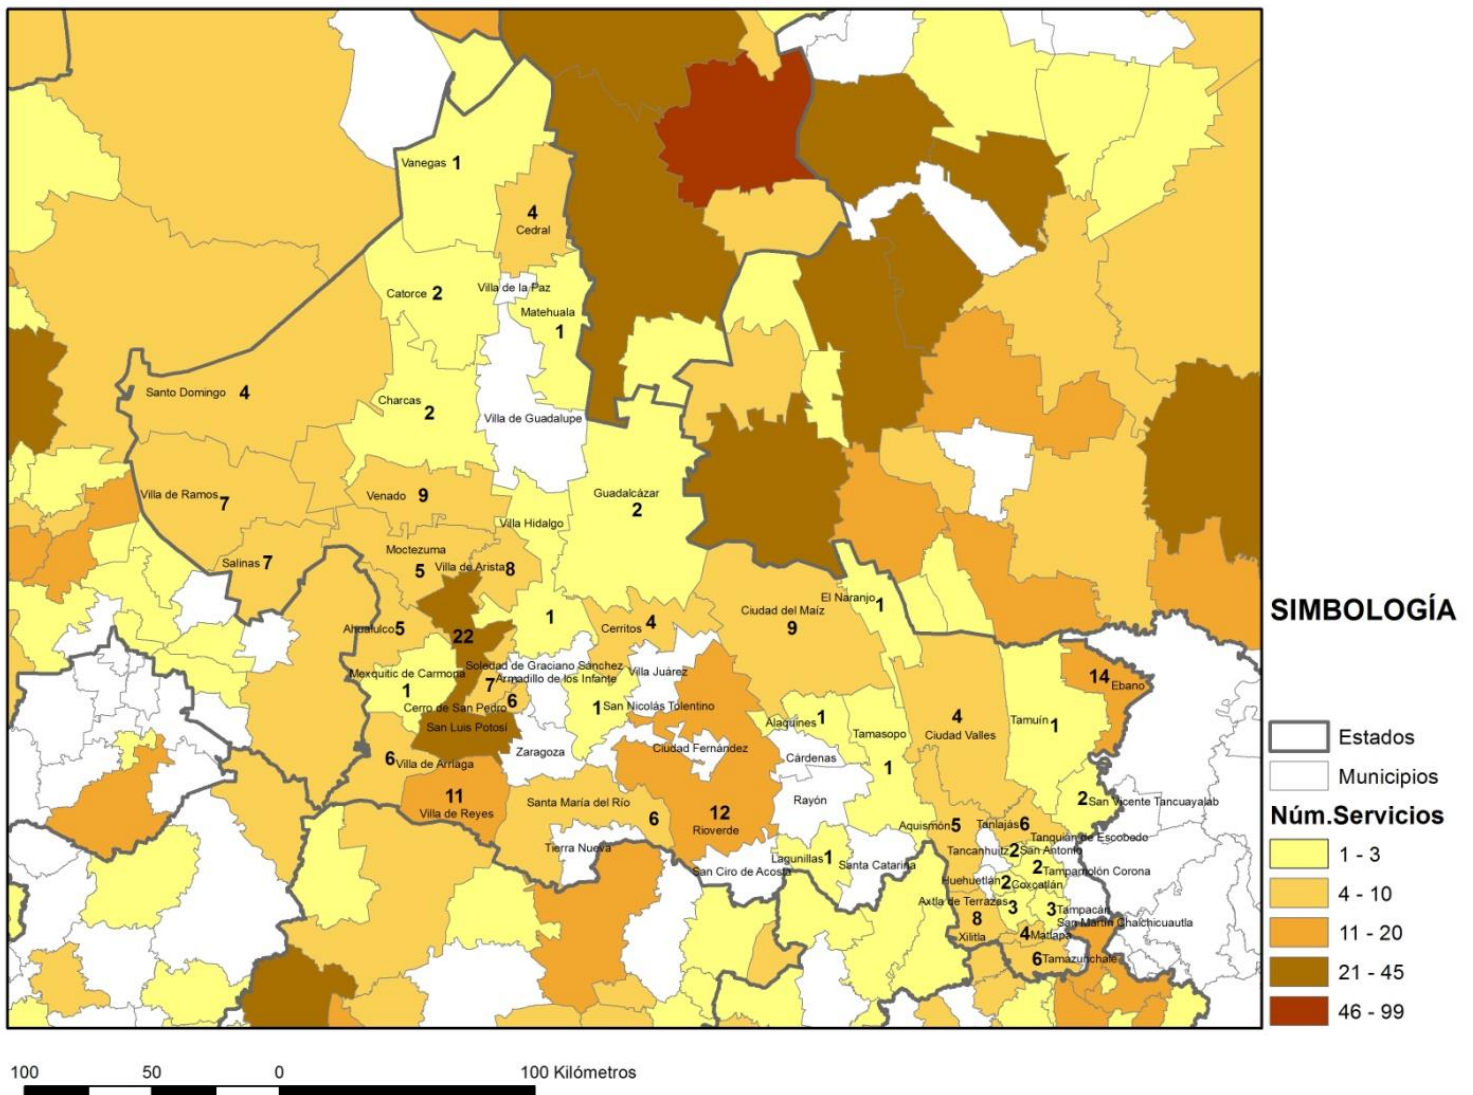 Vanegas 1
4
Cedral
Catorce 2
Villa de la Paz
Matehuala
1
Santo Domingo 4
Charcas
2
Villa de Guadalupe
Villa de Ramos
7
Venado 9
Guadalcázar
2
Villa Hidalgo
Moctezuma
5
Villa de Arista 8
Salinas 7
El Naranjo 1
Ciudad del Maíz
9
1
Cerritos 4
Ahualulco 5
22
Soledad de Graciano Sánchez
Mexquitic de Carmona
1
7
Armadillo de los Infante
Villa Juárez
14
Ebano
Cerro de San Pedro 6
1 San Nicolás Tolentino
San Luis Potosí
Alaquines 1
4
Ciudad Valles
Tamuín 1
Tamasopo
1
Zaragoza
Ciudad Fernández
Cárdenas
6 Villa de Arriaga
11
Villa de Reyes
Santa María del Río
6
12
Rioverde
Rayón
2 San Vicente Tancuayalab
Aquismón 5
Tanlajás 6
Tanquián de Escobedo
Tierra Nueva
Tancanhuitz 2 San Antonio
Lagunillas 1
Santa Catarina
San Ciro de Acosta
2
Tampamolón Corona
Huehuetlán 2 Coxcatlán
Axtla de Terrazas 3
3 Tampacán
8
San Martín Chalchicuautla
Xilitla
4 Matlapa
6 Tamazunchale
SIMBOLOGÍA
Estados
Municipios
Núm.Servicios
1 - 3
4 - 10
11 - 20
21 - 45
46 - 99
100 50 0 100 Kilómetros